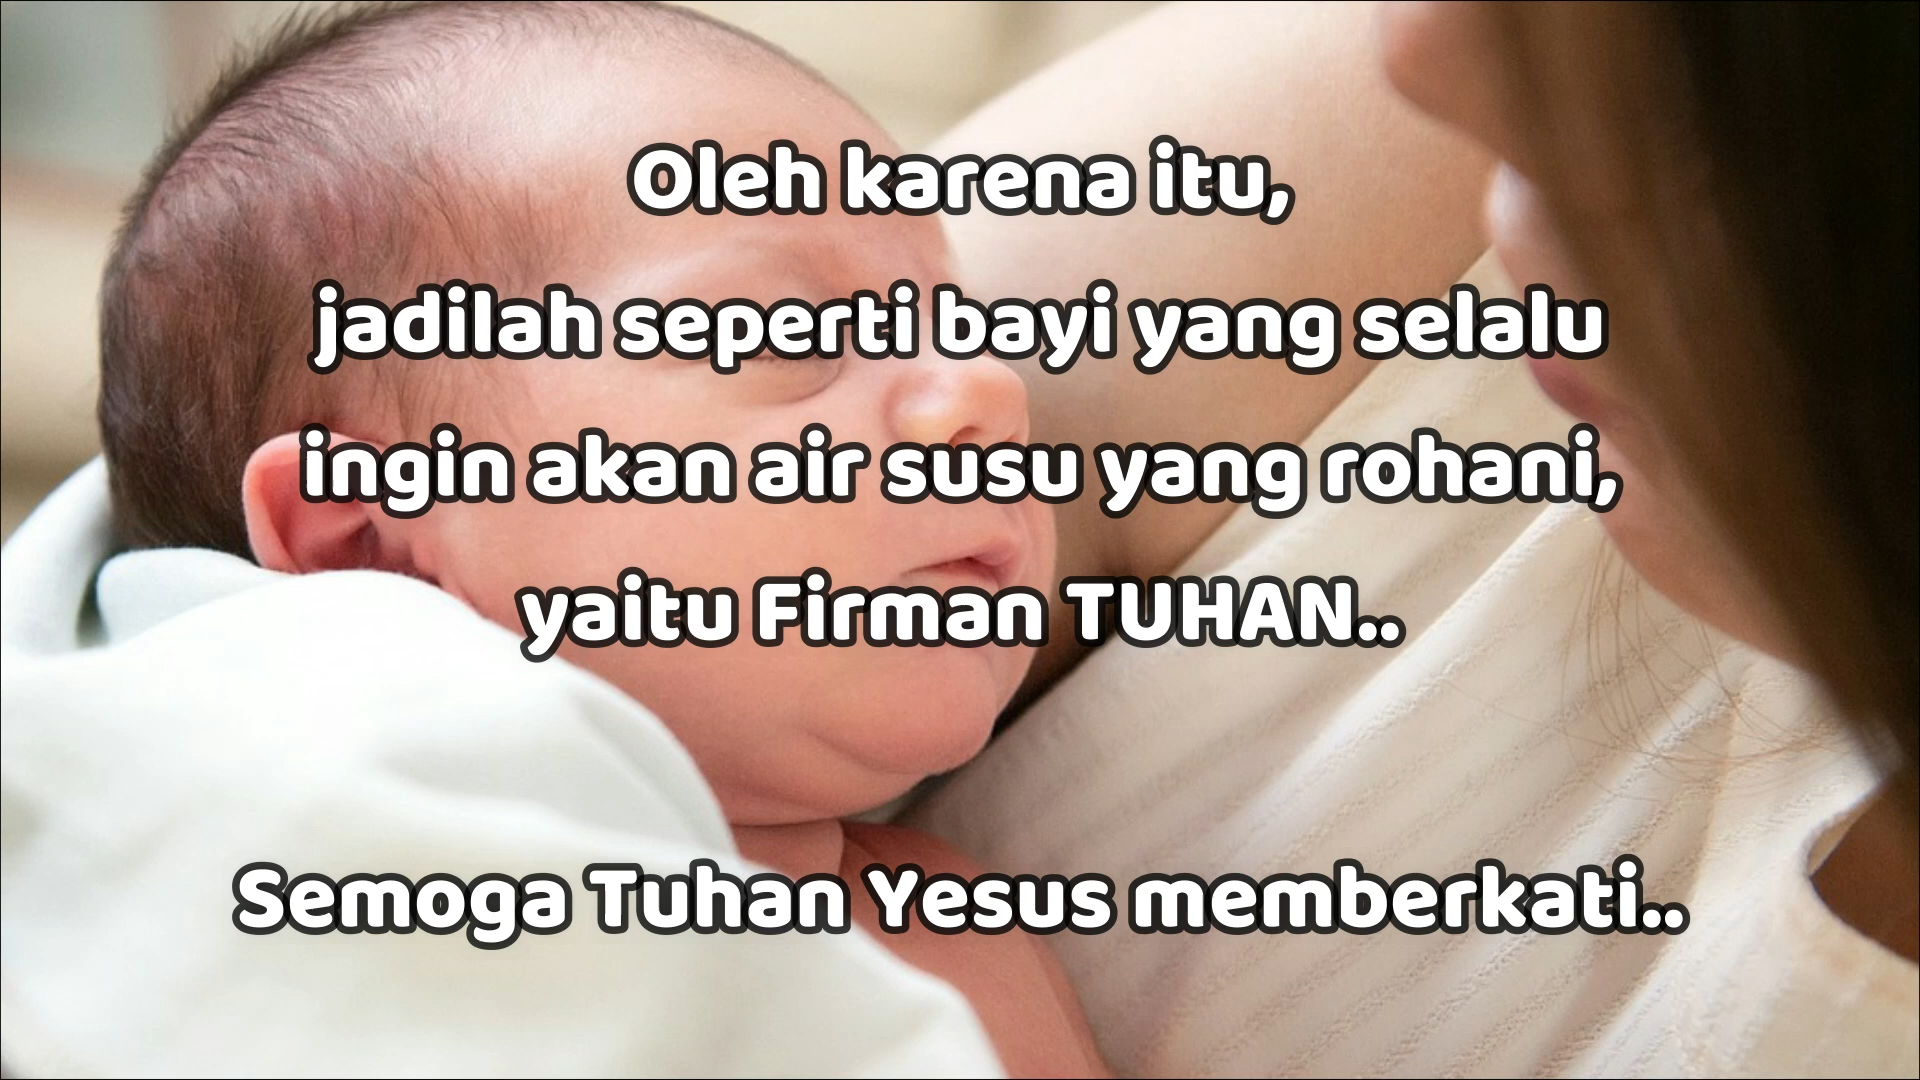 Oleh karena itu,
jadilah seperti bayi yang selalu
ingin akan air susu yang rohani,
yaitu Firman TUHAN..
Semoga Tuhan Yesus memberkati..